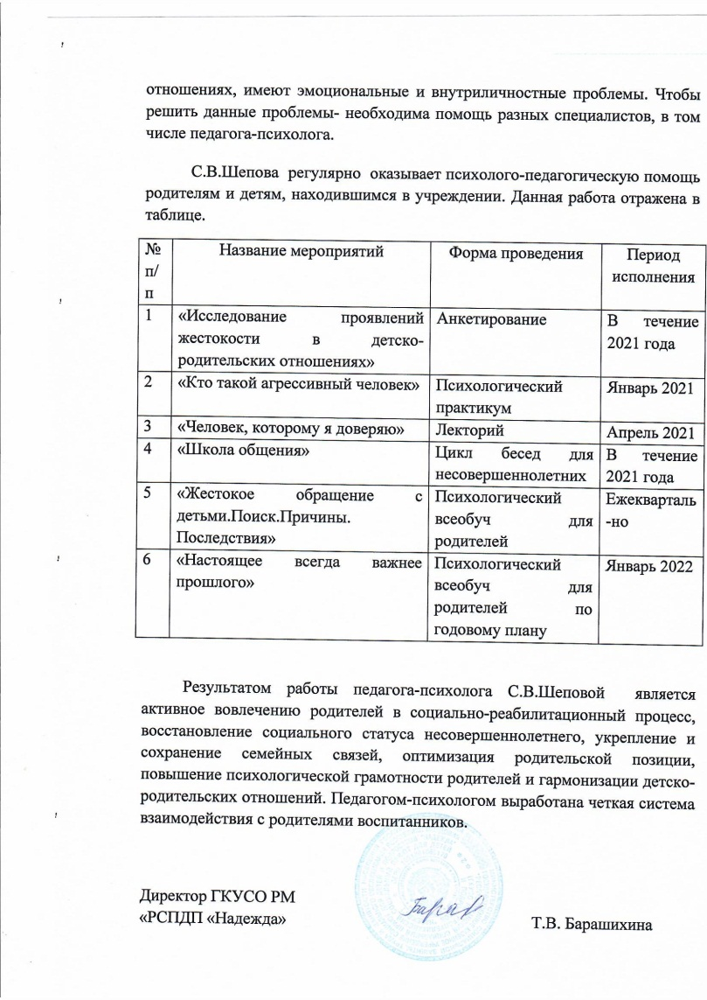 отношениях, имеют эмоциональные и внутриличностные проблемы. Чтобы
решить данные проблемы- необходима помощь разных специалистов, в том
числе педагога-психолога.
С.В.Шепова регулярно оказывает психолого-педагогическую помощь
родителям и детям, находившимся в учреждении. Данная работа отражена в
таблице.
№ Название мероприятий Форма проведения Период
п/ исполнения
п
1 «Исследование проявлений Анкетирование В течение
жестокости в детско- 2021 года
родительских отношениях»
2 «Кто такой агрессивный человек» Психологический Январь 2021
практикум
3 «Человек, которому я доверяю» Лекторий Апрель 2021
4 «Школа общения» Цикл бесед для В течение
несовершеннолетних 2021 года
5 «Жестокое обращение с Психологический Ежекварталь
детьми.Поиск.Причины. всеобуч для -но
Последствия» родителей
6 «Настоящее всегда важнее Психологический Январь 2022
прошлого» всеобуч для
родителей по
годовому плану
Результатом работы педагога-психолога С.В.Шеповой является
активное вовлечению родителей в социально-реабилитационный процесс,
восстановление социального статуса несовершеннолетнего, укрепление и
сохранение семейных связей, оптимизация родительской позиции,
повышение психологической грамотности родителей и гармонизации детско-
родительских отношений. Педагогом-психологом выработана четкая система
взаимодействия с родителями воспитанников.
Директор ГКУСО РМ
«РСПДП «Надежда» Т.В. Барашихина